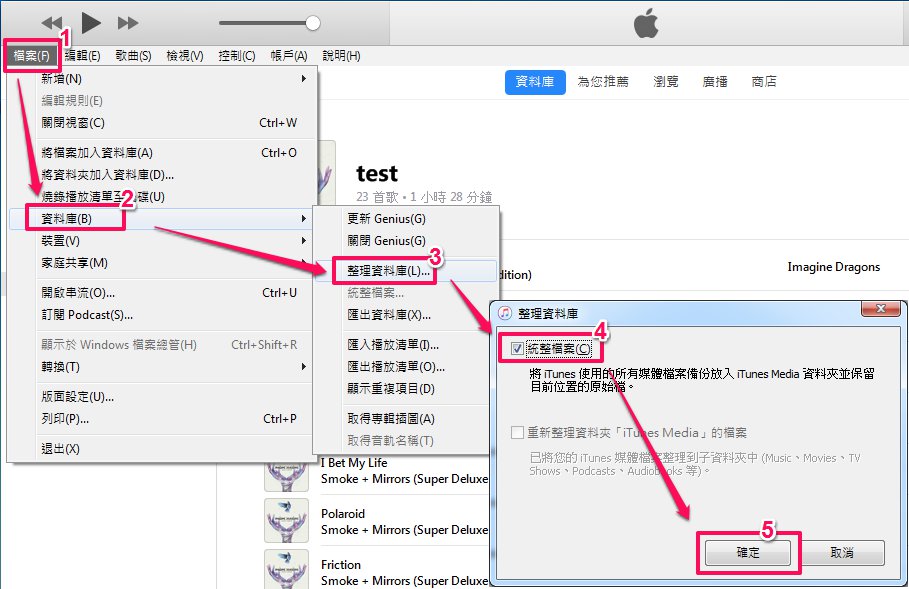 1
檔案(F) 編輯(E) 歌曲(S) 檢視(V) 控制(C) 帳戶(A) 說明(H)
資料庫 為您推薦 瀏覽 廣播 商店
新增(N)
編輯規則(E)
關閉視窗(C) Ctrl+W
將檔案加入資料庫(A) Ctrl+O
將資料夾加入資料庫(D)...
燒錄播放清單至 碟(U)
2
資料庫(B)
裝置(V)
家庭共享(M)
開啟串流(O)... Ctrl+U
訂閱 Podcast(S)...
顯示於 Windows 檔案總管(H) Ctrl+Shift+R
轉換(T)
版面設定(U)...
列印(P)... Ctrl+P
退出(X)
test
23 首歌 • 1 小時 28 分鐘
更新 Genius(G)
關閉 Genius(G)
3
整理資料庫(L)...
統整檔案...
匯出資料庫(X)...
匯入播放清單(I)...
匯出播放清單(O)...
顯示重複項目(D)
取得專輯插圖(A)
取得音軌名稱(T)
dition)
Imagine Dragons
I Bet My Life
Smoke + Mirrors (Super Deluxe
Polaroid
Smoke + Mirrors (Super Deluxe
Friction
Smoke + Mirrors (Super Deluxe
整理資料庫
4
統整檔案(C)
將 iTunes 使用的所有媒體檔案備份放入 iTunes Media 資料夾並保留
目前位置的原始檔。
重新整理資料夾「iTunes Media」的檔案
已將您的 iTunes 媒體檔案整理到子資料夾中 (Music、Movies、TV
Shows、Podcasts、Audiobooks 等)。
5
確定 取消